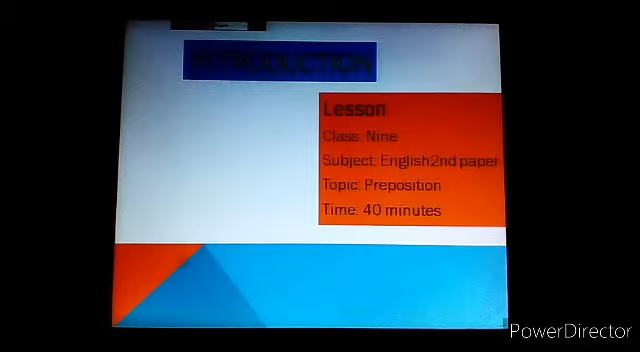 INTRODUCTION
Lesson
Class: Nine
Subject: English2nd paper
Topic: Preposition
Time: 40 minutes
PowerDirector